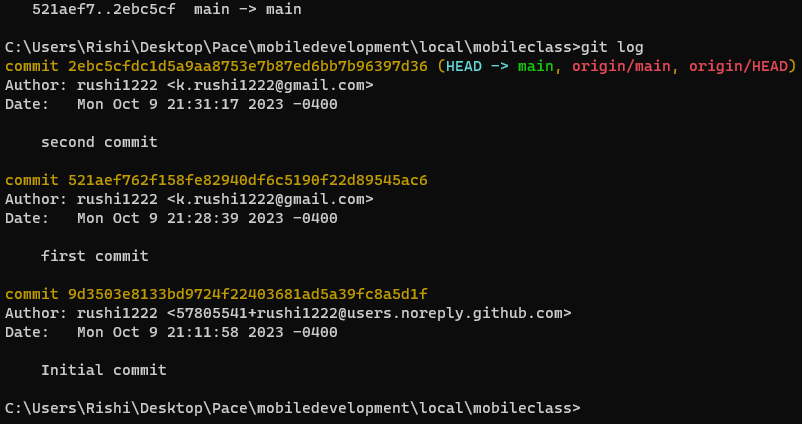 521aef7..2ebc5cf  main -> main
C:\Users\Rishi\Desktop\Pace\mobiledevelopment\local\mobileclass>git log
commit 2ebc5cfdc1d5a9aa8753e7b87ed6bb7b96397d36 (HEAD -> main, origin/main, origin/HEAD)
Author: rushi1222 <k.rushi1222@gmail.com>
Date:   Mon Oct 9 21:31:17 2023 -0400
    second commit
commit 521aef762f158fe82940df6c5190f22d89545ac6
Author: rushi1222 <k.rushi1222@gmail.com>
Date:   Mon Oct 9 21:28:39 2023 -0400
    first commit
commit 9d3503e8133bd9724f22403681ad5a39fc8a5d1f
Author: rushi1222 <57805541+rushi1222@users.noreply.github.com>
Date:   Mon Oct 9 21:11:58 2023 -0400
    Initial commit
C:\Users\Rishi\Desktop\Pace\mobiledevelopment\local\mobileclass>